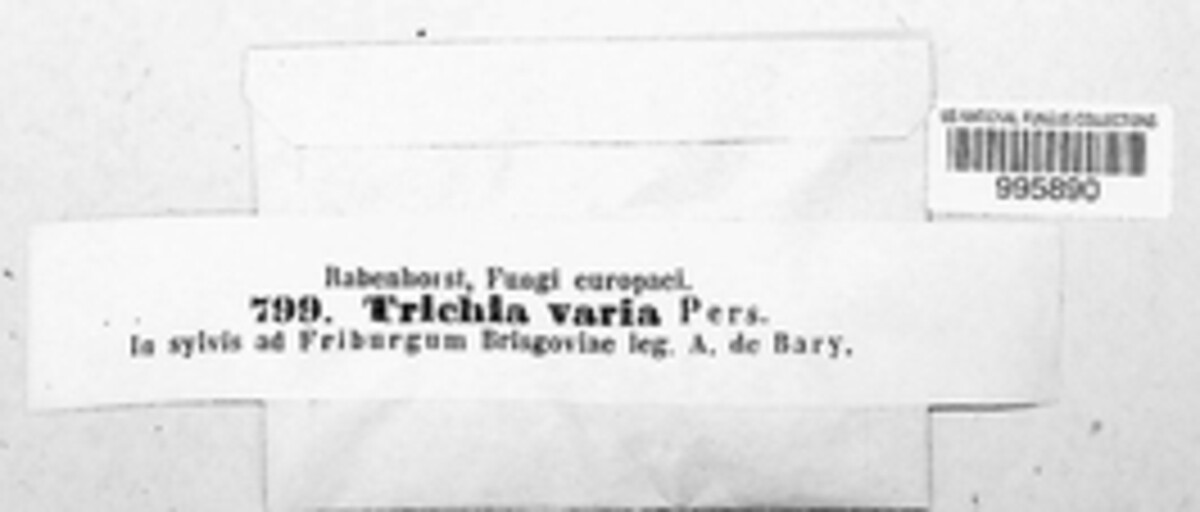 US NATIONAL FUNGUS COLLECTIONS
995890
Rabenhorst, Fungi europaei.
799. Trichia varia Pers.
In sylvis ad Friburgum Brisgoviae leg. A. de Bary.